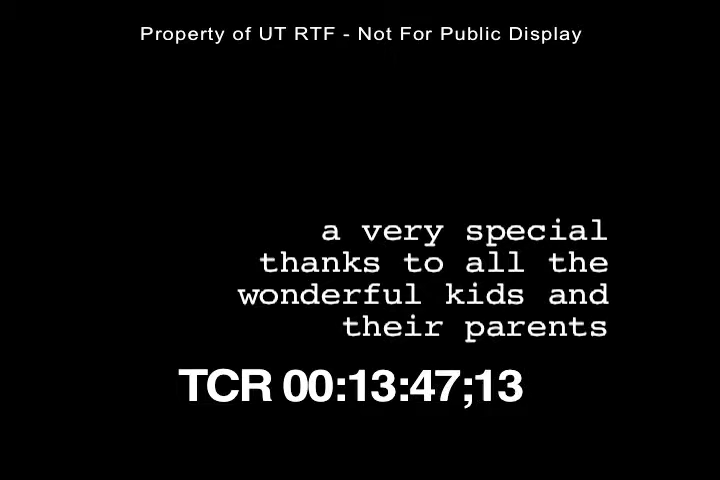 Property of UT RTF - Not For Public Display
a very special
thanks to all the
wonderful kids and
their parents
TCR 00:13:47;13